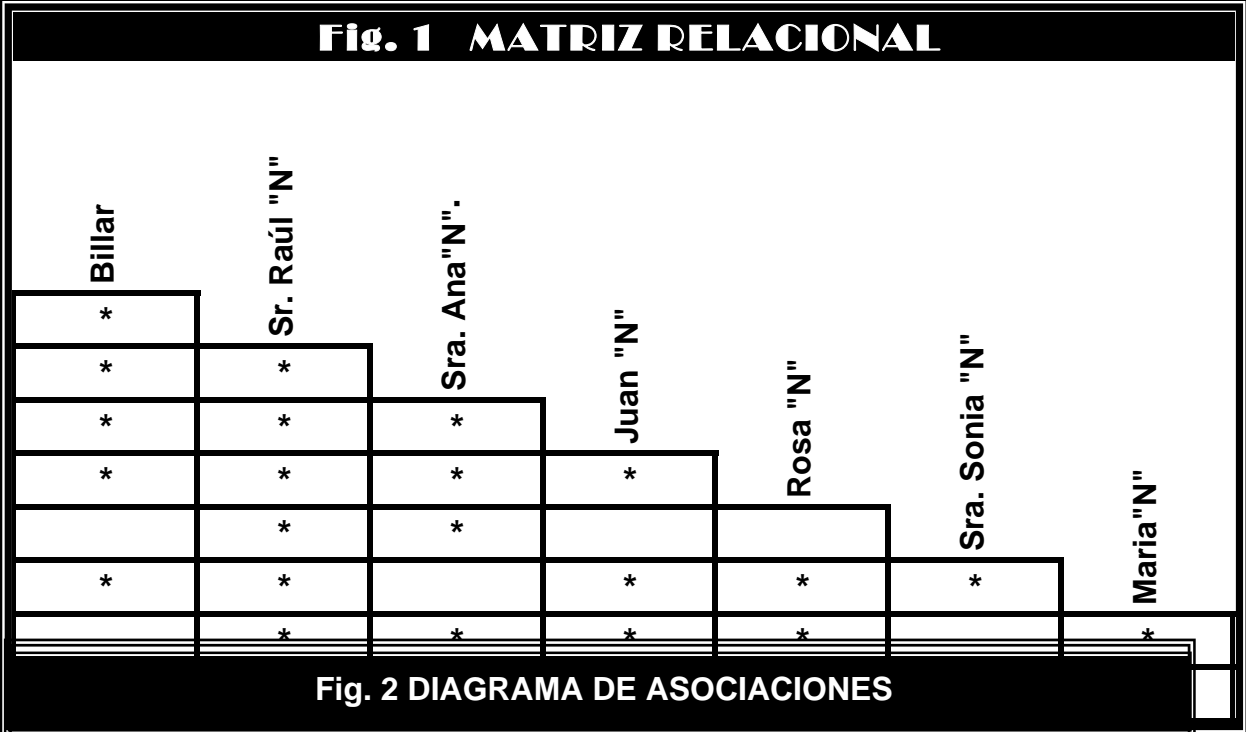 Fig. 1 MATRIZ RELACIONAL
Billar
Sr. Raúl "N"
Sra. Ana"N".
Juan "N"
Rosa "N"
Sra. Sonia "N"
Maria"N"
*
* *
* * *
* * * *
* *
* * * * *
* * * * *
Fig. 2 DIAGRAMA DE ASOCIACIONES